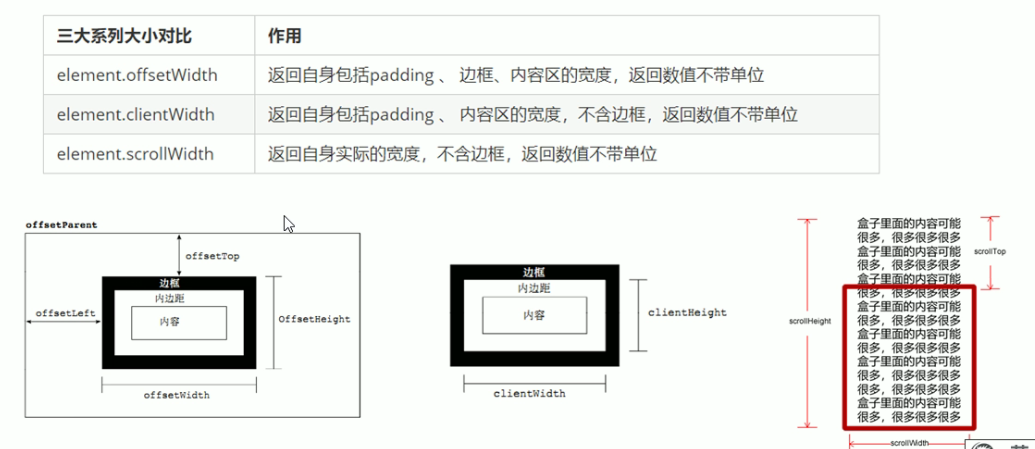 三大系列大小对比 作用
element.offsetWidth 返回自身包括padding 、 边框、内容区的宽度，返回数值不带单位
element.clientWidth 返回自身包括padding 、 内容区的宽度，不含边框，返回数值不带单位
element.scrollWidth 返回自身实际的宽度，不含边框，返回数值不带单位
offsetParent
offsetTop
边框
内边距
offsetLeft
内容
OffsetHeight
offsetWidth
边框
内边距
内容
clientHeight
clientWidth
盒子里面的内容可能
很多，很多很多很多
盒子里面的内容可能
很多，很多很多很多
盒子里面的内容可能
很多，很多很多很多
盒子里面的内容可能
很多，很多很多很多
盒子里面的内容可能
很多，很多很多很多
盒子里面的内容可能
很多，很多很多很多
很多，很多很多很多
盒子里面的内容可能
很多，很多很多很多
scrollTop
scrollHeight
scrollWidth